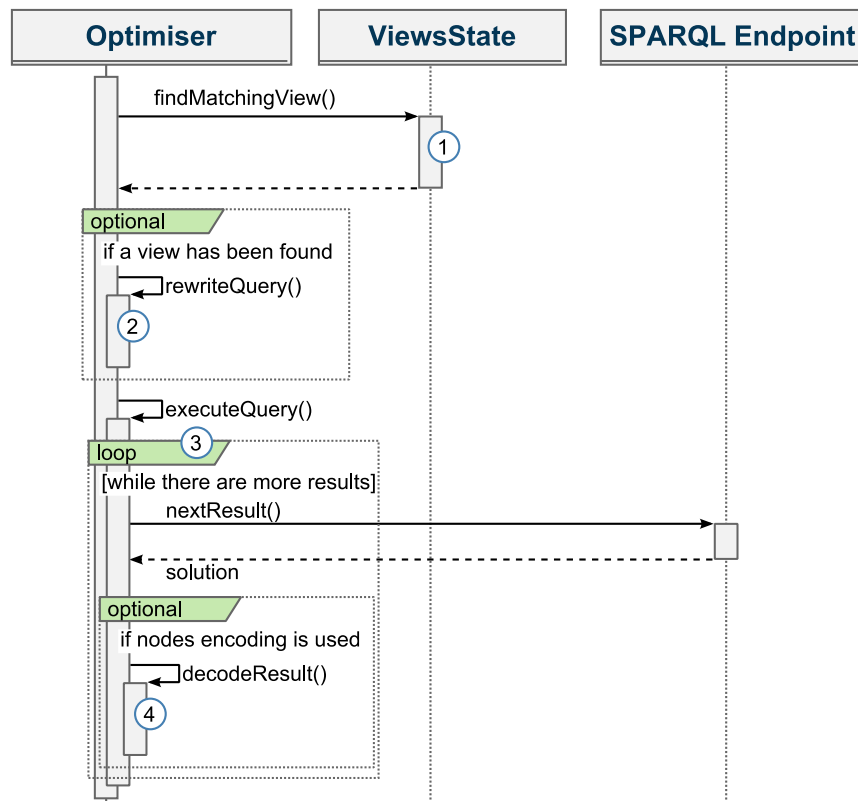 Optimiser
ViewsState
SPARQL Endpoint
findMatchingView()
1
optional
if a view has been found
rewriteQuery()
2
executeQuery()
3
loop
[while there are more results]
nextResult()
solution
optional
if nodes encoding is used
decodeResult()
4